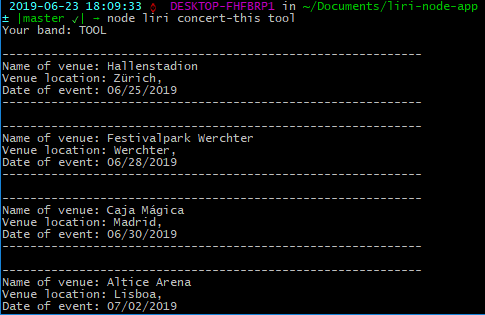 2019-06-23 18:09:33 DESKTOP-FHFBRP1 in ~/Documents/liri-node-app
± |master ✓| → node liri concert-this tool
Your band: TOOL
------------------------------------------------------------
Name of venue: Hallenstadion
Venue location: Zürich,
Date of event: 06/25/2019
------------------------------------------------------------
------------------------------------------------------------
Name of venue: Festivalpark Werchter
Venue location: Werchter,
Date of event: 06/28/2019
------------------------------------------------------------
------------------------------------------------------------
Name of venue: Caja Mágica
Venue location: Madrid,
Date of event: 06/30/2019
------------------------------------------------------------
------------------------------------------------------------
Name of venue: Altice Arena
Venue location: Lisboa,
Date of event: 07/02/2019